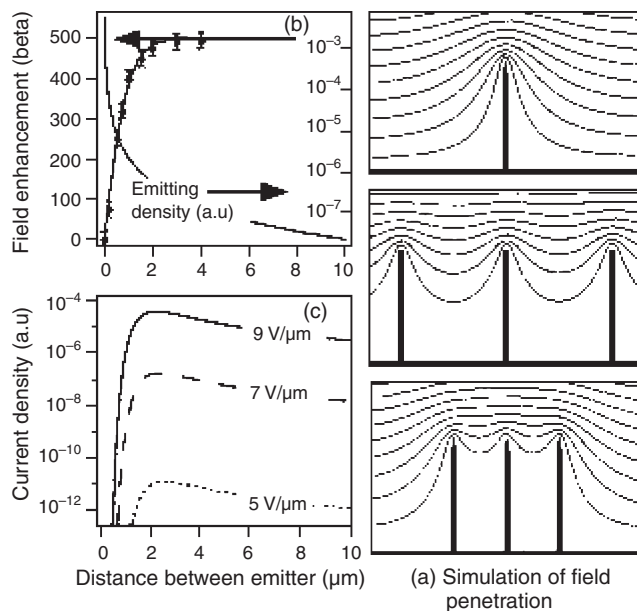 (b)
Field enhancement (beta)
500
400
300
200
100
0
10⁻³
10⁻⁴
10⁻⁵
10⁻⁶
10⁻⁷
Emitting
density (a.u)
0 2 4 6 8 10
(c)
Current density (a.u)
10⁻⁴
10⁻⁶
10⁻⁸
10⁻¹⁰
10⁻¹²
9 V/µm
7 V/µm
5 V/µm
0 2 4 6 8 10
Distance between emitter (µm)
(a) Simulation of field
penetration